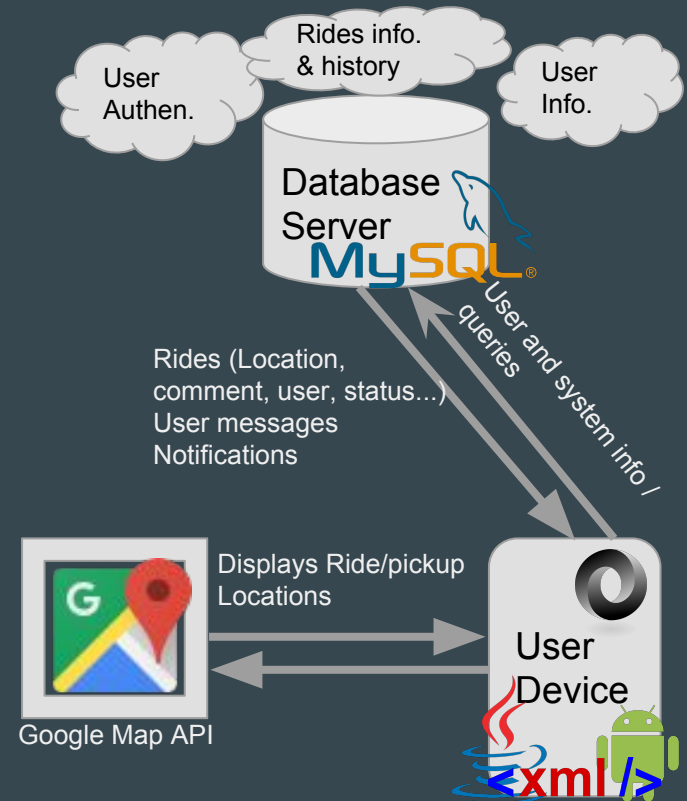 Rides info.
& history
User
Authen.
User
Info.
Database
Server
MySQL®
User and system info /
queries
Rides (Location,
comment, user, status...)
User messages
Notifications
Displays Ride/pickup
Locations
G
Google Map API
User
Device
<xml />